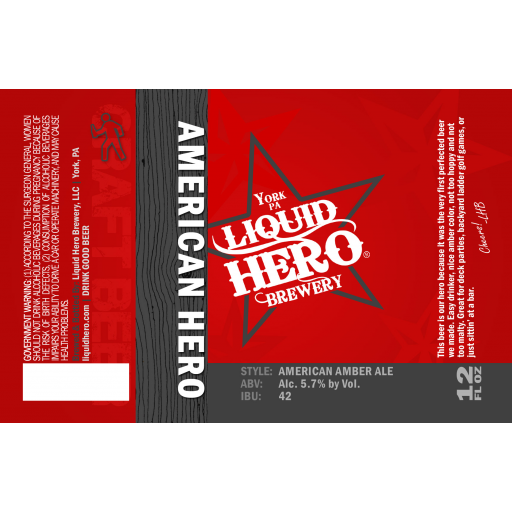 GOVERNMENT WARNING: (1) ACCORDING TO THE SURGEON GENERAL, WOMEN
SHOULD NOT DRINK ALCOHOLIC BEVERAGES DURING PREGNANCY BECAUSE OF
THE RISK OF BIRTH DEFECTS. (2) CONSUMPTION OF ALCOHOLIC BEVERAGES
IMPAIRS YOUR ABILITY TO DRIVE A CAR OR OPERATE MACHINERY, AND MAY CAUSE
HEALTH PROBLEMS.
Liquid Hero Brewery, LLC York, PA
liquidhero.com DRINK GOOD BEER
CRAFT BEER
AMERICAN HERO
YORK
PA
LIQUID
HERO®
BREWERY
STYLE: AMERICAN AMBER ALE
ABV: Alc. 5.7% by Vol.
IBU: 42
This beer is our hero because it was the very first perfected beer
we made. Easy drinker, nice amber color, not too hoppy and not
too malty. Great for deck parties, backyard ladder golf games, or
just sittin' at a bar.
Cheers! LHB
12
FL OZ